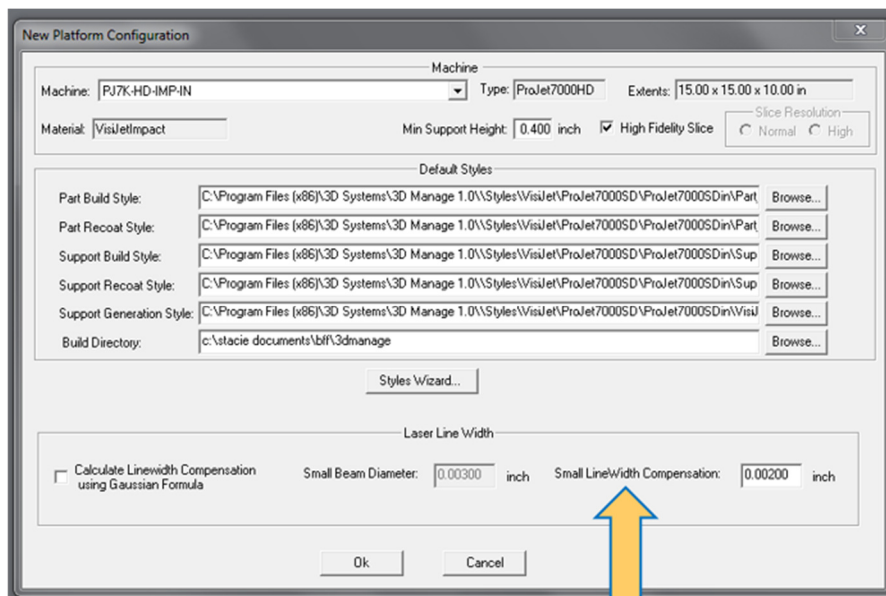 New Platform Configuration
x
Machine
Machine: PJ7K-HD-IMP-IN Type: ProJet7000HD Extents: 15.00 x 15.00 x 10.00 in
Slice Resolution
Material: VisiJetImpact Min Support Height: 0.400 inch High Fidelity Slice Normal High
Default Styles
Part Build Style: C:\Program Files (x86)\3D Systems\3D Manage 1.0\\Styles\VisiJet\ProJet7000SD\ProJet7000SDin\Part_ Browse...
Part Recoat Style: C:\Program Files (x86)\3D Systems\3D Manage 1.0\\Styles\VisiJet\ProJet7000SD\ProJet7000SDin\Part_ Browse...
Support Build Style: C:\Program Files (x86)\3D Systems\3D Manage 1.0\\Styles\VisiJet\ProJet7000SD\ProJet7000SDin\Sup Browse...
Support Recoat Style: C:\Program Files (x86)\3D Systems\3D Manage 1.0\\Styles\VisiJet\ProJet7000SD\ProJet7000SDin\Sup Browse...
Support Generation Style: C:\Program Files (x86)\3D Systems\3D Manage 1.0\\Styles\VisiJet\ProJet7000SD\ProJet7000SDin\VisiJ Browse...
Build Directory: c:\stacie documents\bff\3dmanage Browse...
Styles Wizard...
Laser Line Width
Calculate Linewidth Compensation
using Gaussian Formula
Small Beam Diameter: 0.00300 inch Small LineWidth Compensation: 0.00200 inch
Ok Cancel